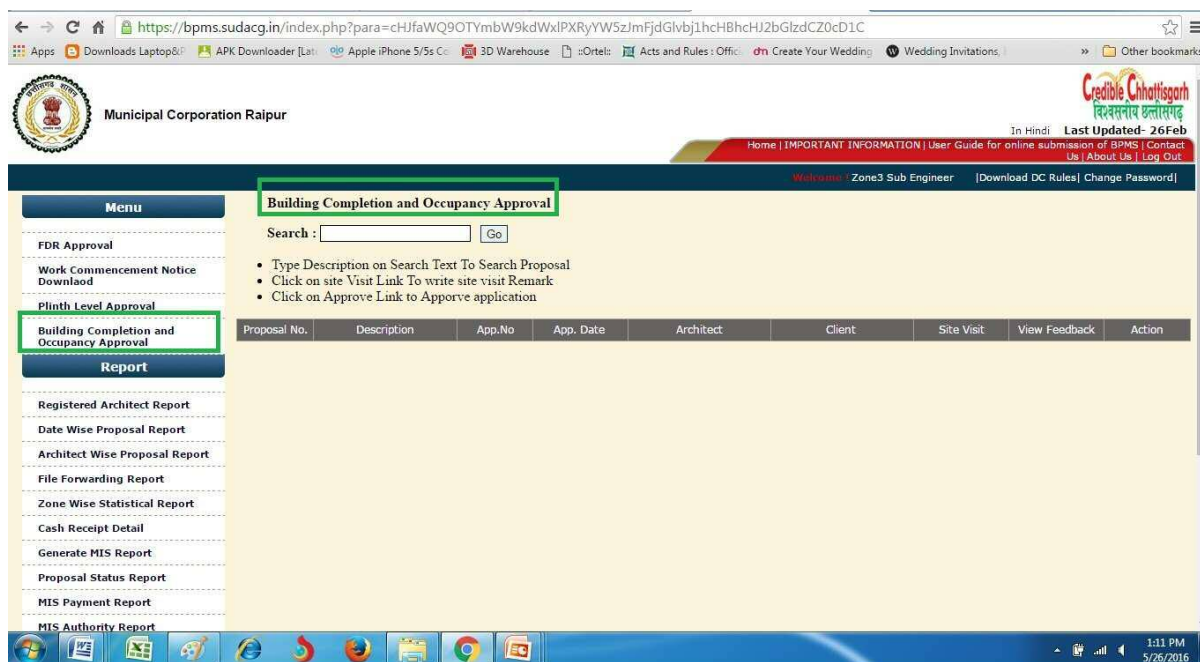 https://bpms.sudacg.in/index.php?para=cHJfaWQ9OTYmbW9kdWxlPXRyYW5zJmFjdGlvbj1hcHBhcHJ2bGlzdCZ0cD1C
Apps Downloads Laptop&P APK Downloader [Lat Apple iPhone 5/5s Ce 3D Warehouse ::Ortel:: Acts and Rules : Offic Create Your Wedding Wedding Invitations, » Other bookmarks
Municipal Corporation Raipur
Credible Chhattisgarh
विश्वसनीय छत्तीसगढ़
In Hindi Last Updated- 26Feb
Home | IMPORTANT INFORMATION | User Guide for online submission of BPMS | Contact
Us | About Us | Log Out
Welcome ! Zone3 Sub Engineer |Download DC Rules| Change Password|
Menu
FDR Approval
Work Commencement Notice
Downlaod
Plinth Level Approval
Building Completion and
Occupancy Approval
Report
Registered Architect Report
Date Wise Proposal Report
Architect Wise Proposal Report
File Forwarding Report
Zone Wise Statistical Report
Cash Receipt Detail
Generate MIS Report
Proposal Status Report
MIS Payment Report
MIS Authority Report
Building Completion and Occupancy Approval
Search : Go
• Type Description on Search Text To Search Proposal
• Click on site Visit Link To write site visit Remark
• Click on Approve Link to Apporve application
Proposal No. Description App.No App. Date Architect Client Site Visit View Feedback Action
1:11 PM
5/26/2016